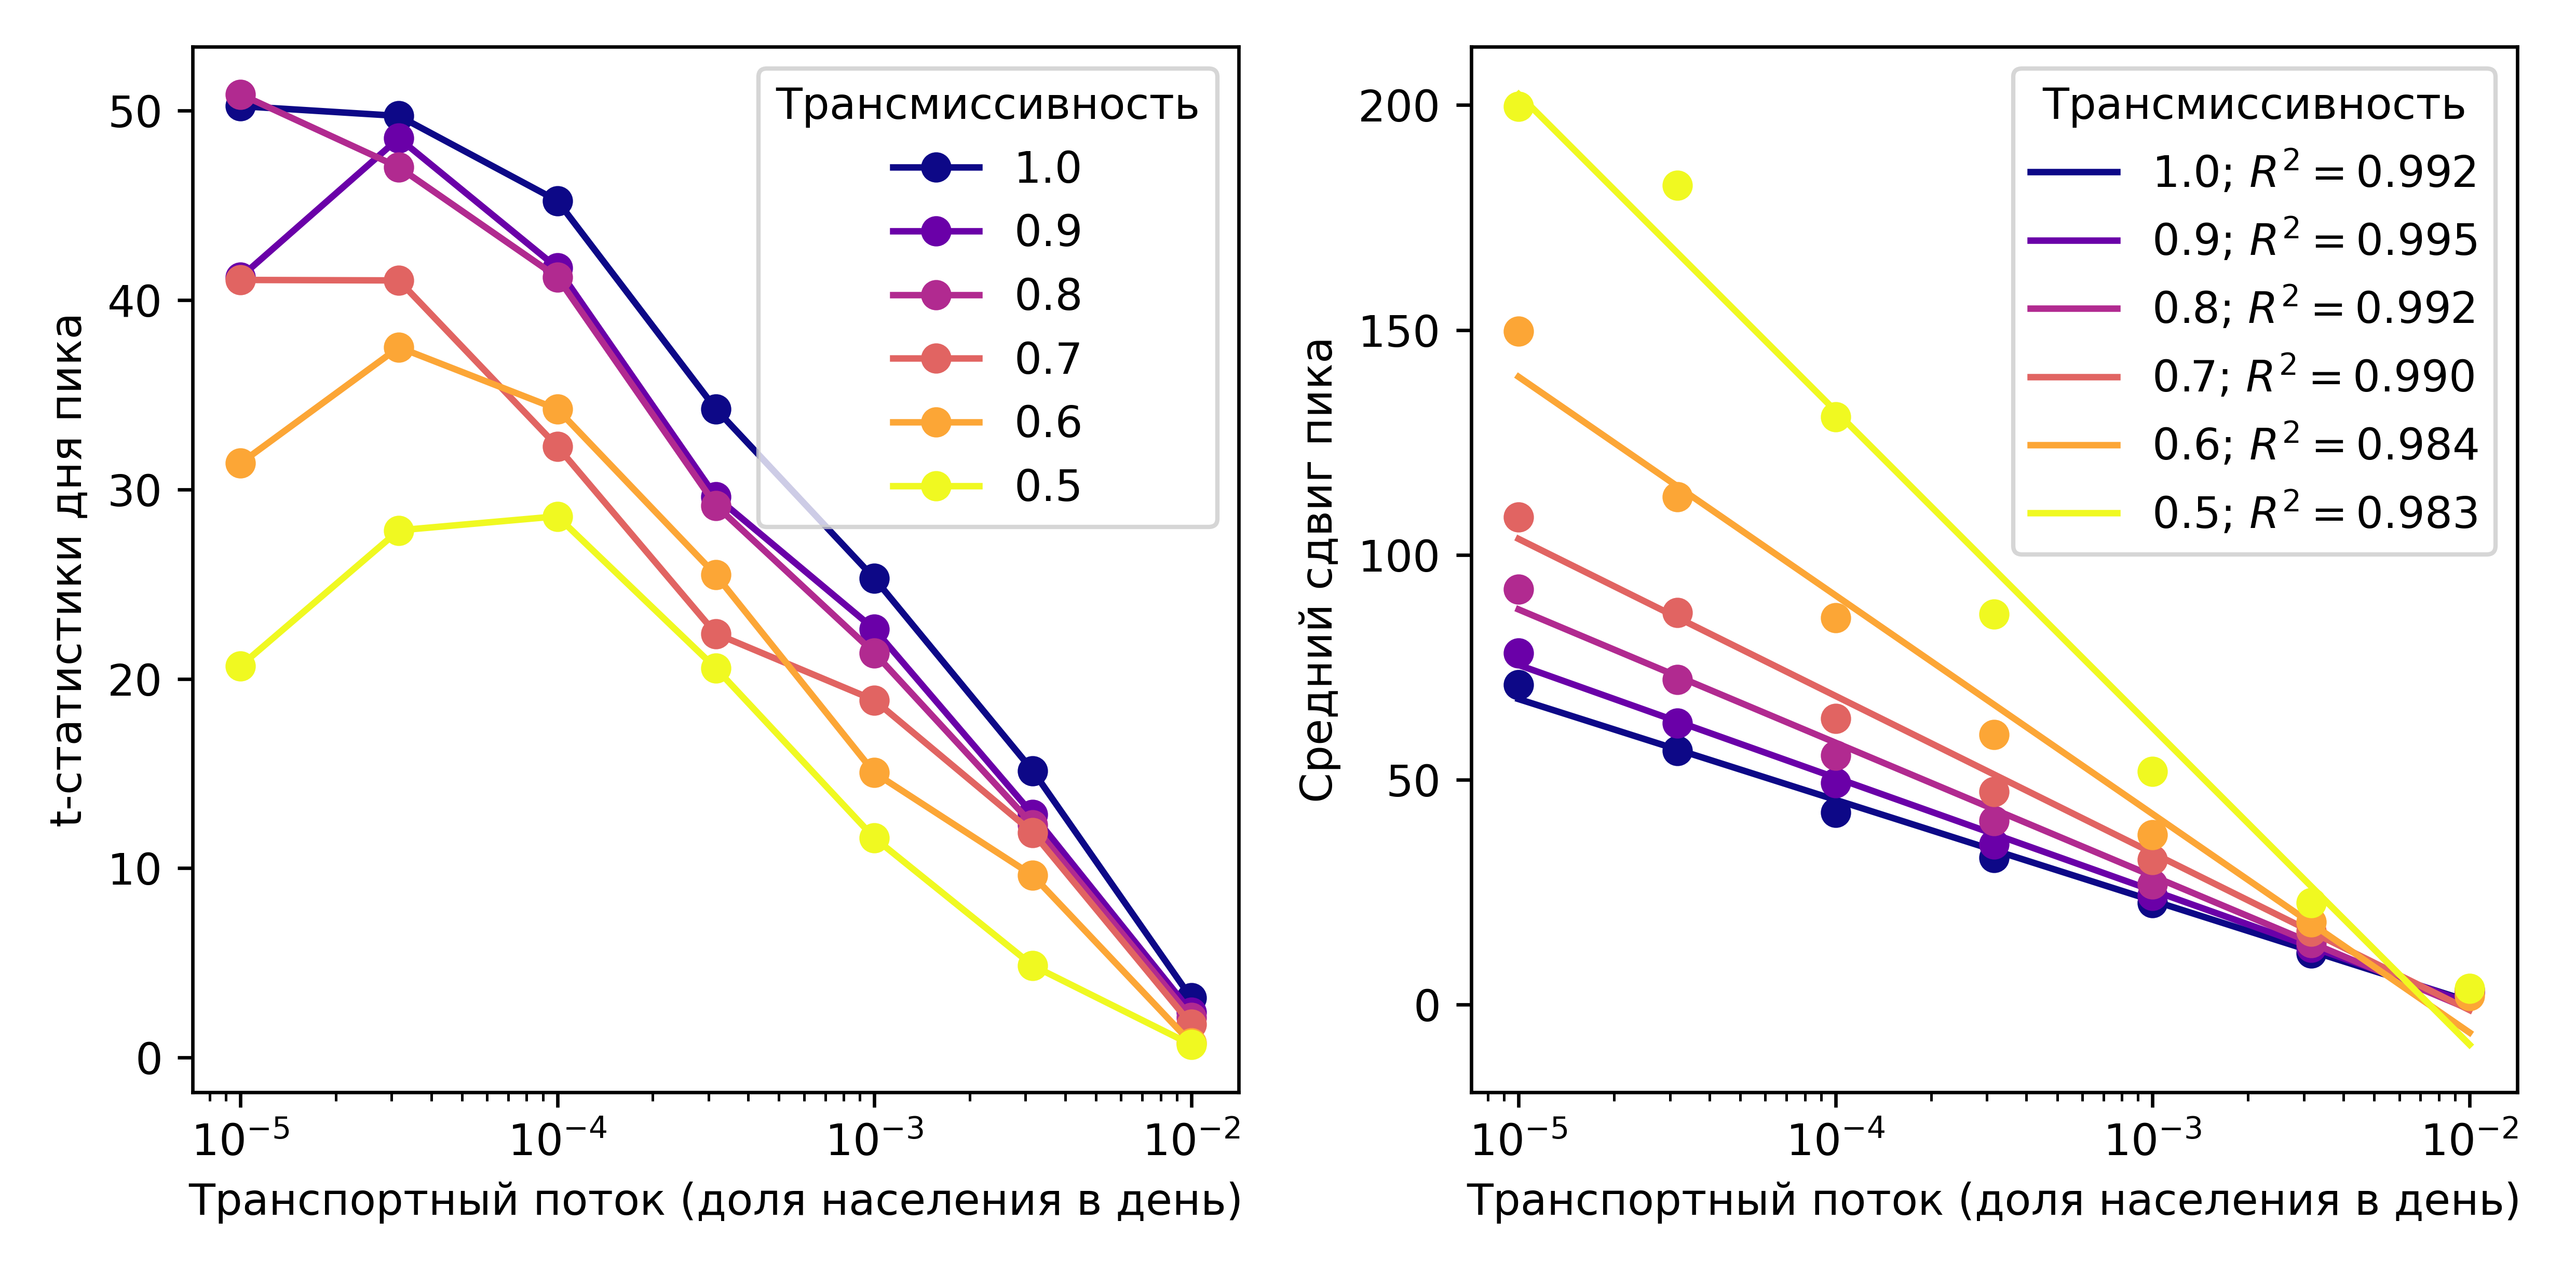 t-статистики дня пика
50
40
30
20
10
0
Трансмиссивность
1.0
0.9
0.8
0.7
0.6
0.5
10⁻⁵ 10⁻⁴ 10⁻³ 10⁻²
Транспортный поток (доля населения в день)
Средний сдвиг пика
200
150
100
50
0
Трансмиссивность
1.0; R² = 0.992
0.9; R² = 0.995
0.8; R² = 0.992
0.7; R² = 0.990
0.6; R² = 0.984
0.5; R² = 0.983
10⁻⁵ 10⁻⁴ 10⁻³ 10⁻²
Транспортный поток (доля населения в день)